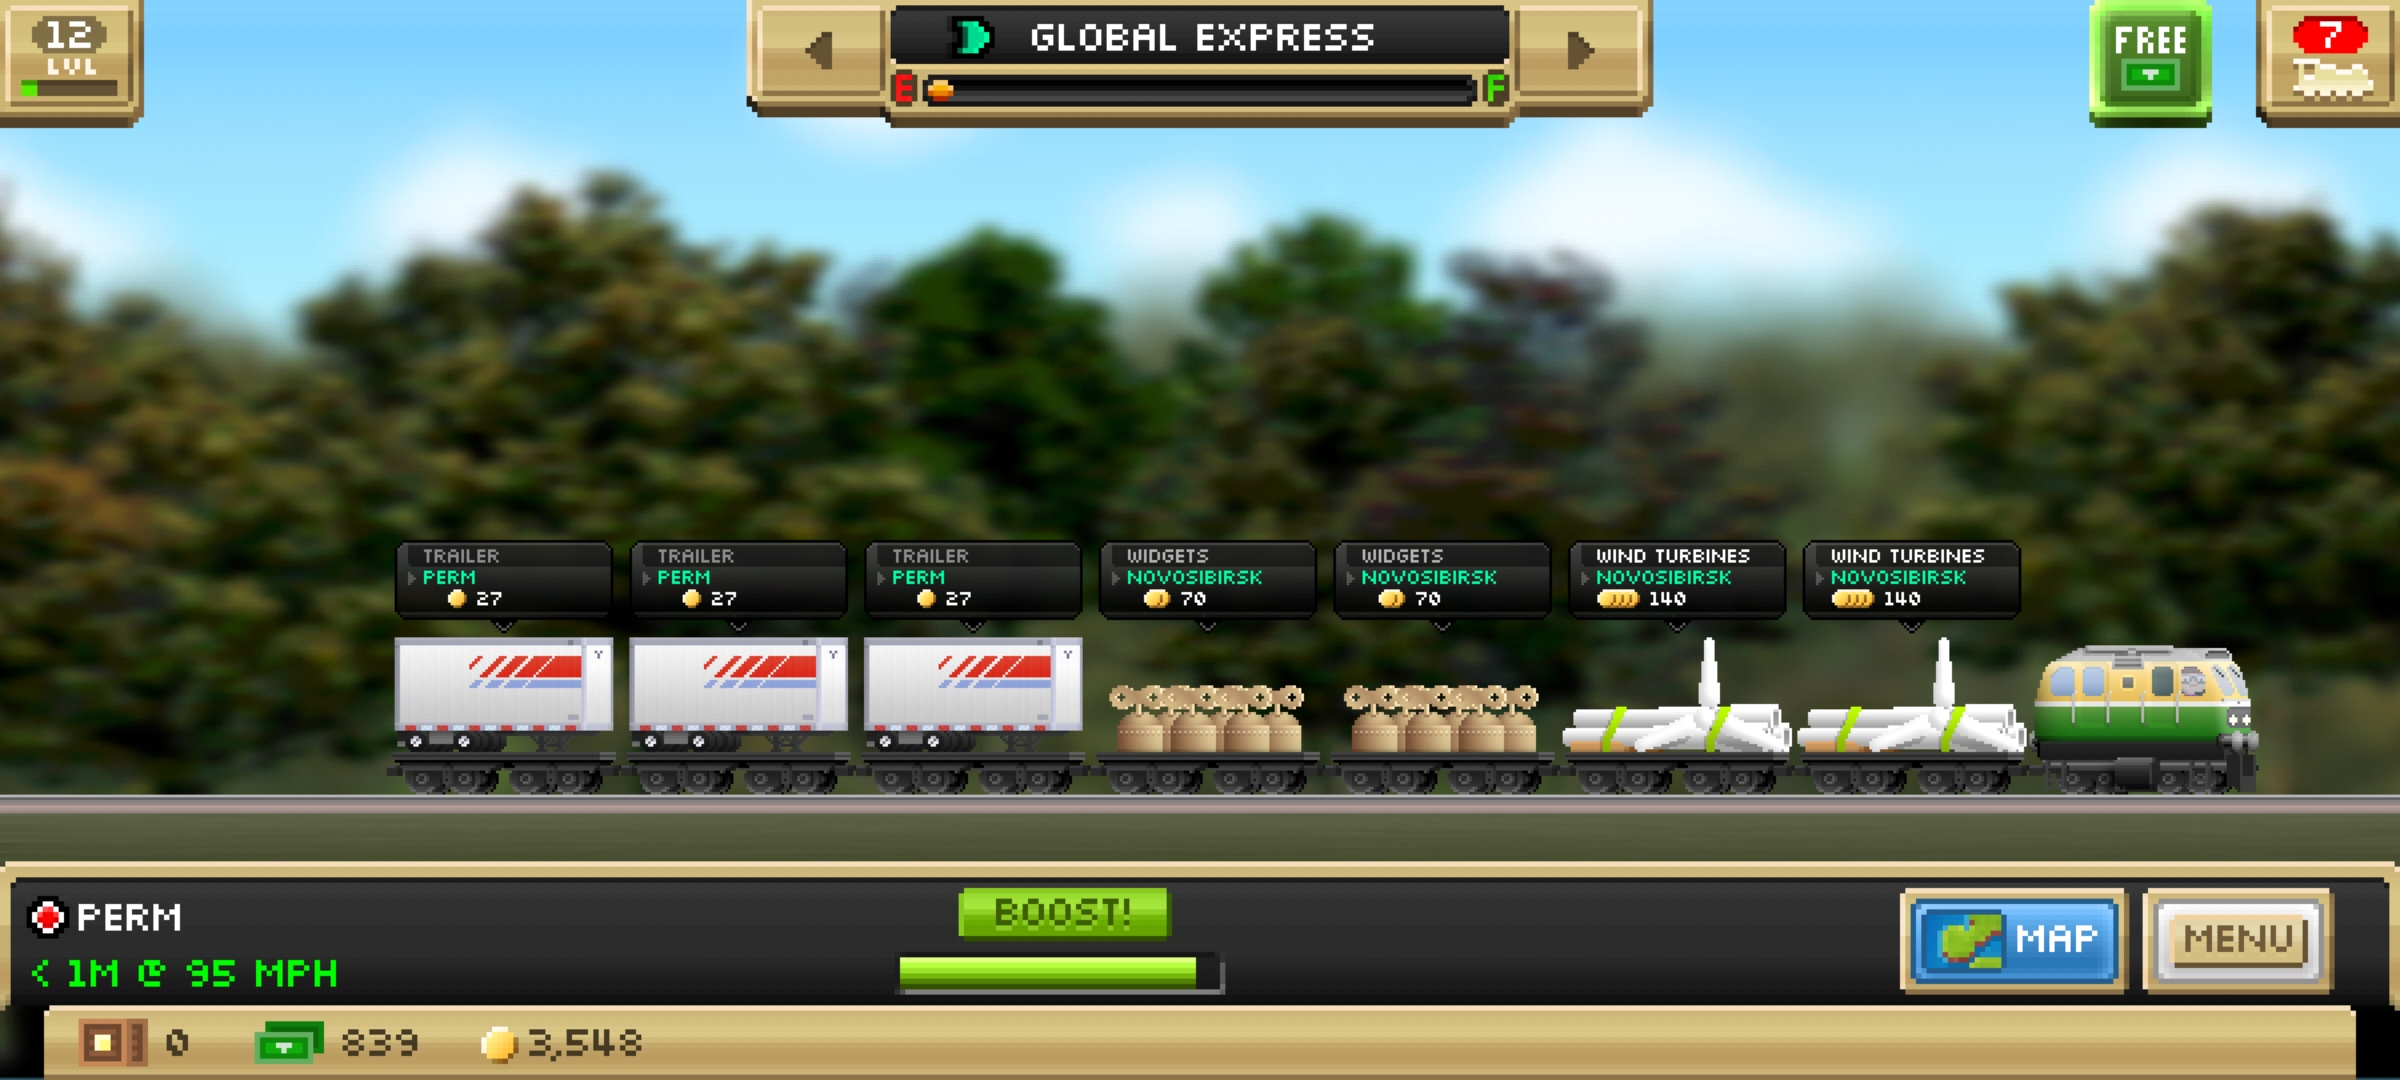 12
LVL
GLOBAL EXPRESS
E F
FREE
7
TRAILER
PERM
27
TRAILER
PERM
27
TRAILER
PERM
27
WIDGETS
NOVOSIBIRSK
70
WIDGETS
NOVOSIBIRSK
70
WIND TURBINES
NOVOSIBIRSK
140
WIND TURBINES
NOVOSIBIRSK
140
PERM
< 1M @ 95 MPH
BOOST!
MAP
MENU
0 839 3,548